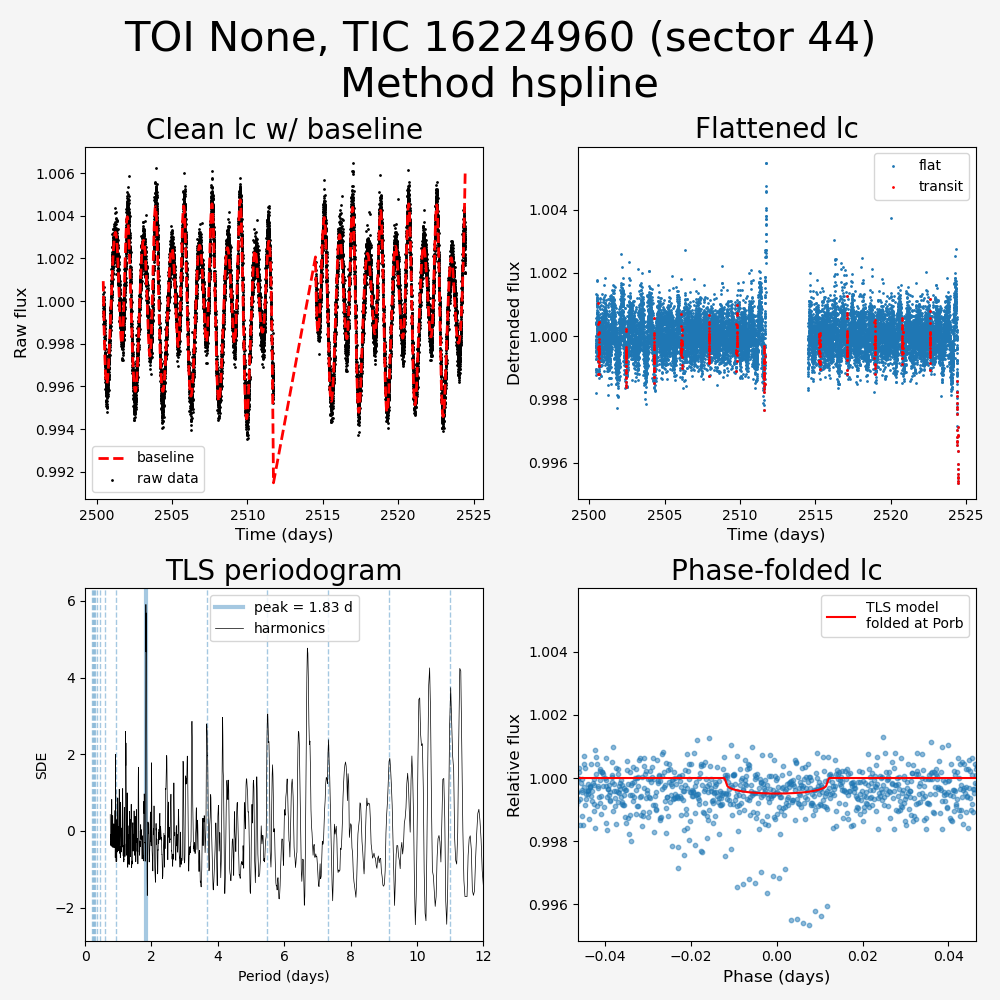 TOI None, TIC 16224960 (sector 44)
Method hspline
Clean lc w/ baseline
Raw flux
1.006
1.004
1.002
1.000
0.998
0.996
0.994
0.992
baseline
raw data
2500
2505
2510
2515
2520
2525
Time (days)
Flattened lc
Detrended flux
1.004
1.002
1.000
0.998
0.996
flat
transit
2500
2505
2510
2515
2520
2525
Time (days)
TLS periodogram
SDE
6
4
2
0
−2
peak = 1.83 d
harmonics
0
2
4
6
8
10
12
Period (days)
Phase-folded lc
Relative flux
1.004
1.002
1.000
0.998
0.996
TLS model
folded at Porb
−0.04
−0.02
0.00
0.02
0.04
Phase (days)